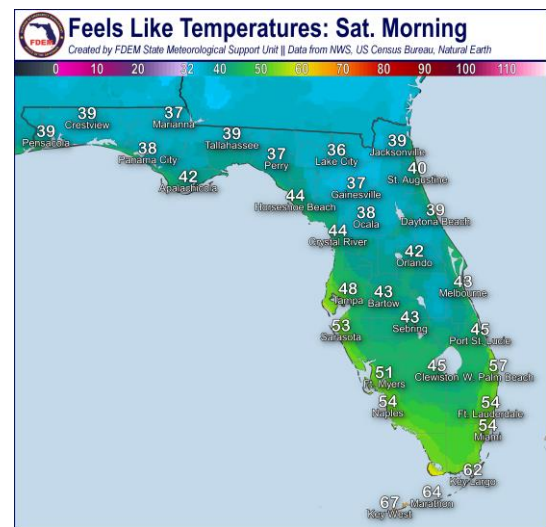 FDEM
Feels Like Temperatures: Sat. Morning
Created by FDEM State Meteorological Support Unit || Data from NWS, US Census Bureau, Natural Earth
0 10 20 32 40 50 60 70 80 90 100 110
39
Crestview
37
Marianna
39
Pensacola
38
Panama City
39
Tallahassee
36
Lake City
39
Jacksonville
37
Perry
40
St. Augustine
42
Apalachicola
37
Gainesville
44
Horseshoe Beach
38
Ocala
39
Daytona Beach
44
Crystal River
42
Orlando
43
Melbourne
48
Tampa
43
Bartow
53
Sarasota
43
Sebring
45
Port St. Lucie
51
Ft. Myers
45
Clewiston
57
W. Palm Beach
54
Naples
54
Ft. Lauderdale
54
Miami
62
Key Largo
64
Marathon
67
Key West